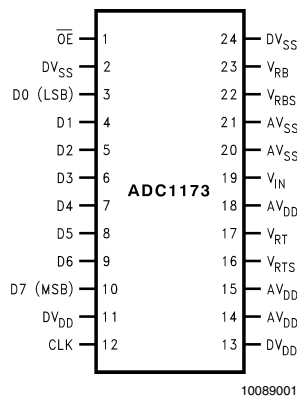 OE 1 24 DVSS
DVSS 2 23 VRB
D0 (LSB) 3 22 VRBS
D1 4 21 AVSS
D2 5 20 AVSS
D3 6 19 VIN
ADC1173
D4 7 18 AVDD
D5 8 17 VRT
D6 9 16 VRTS
D7 (MSB) 10 15 AVDD
DVDD 11 14 AVDD
CLK 12 13 DVDD
10089001